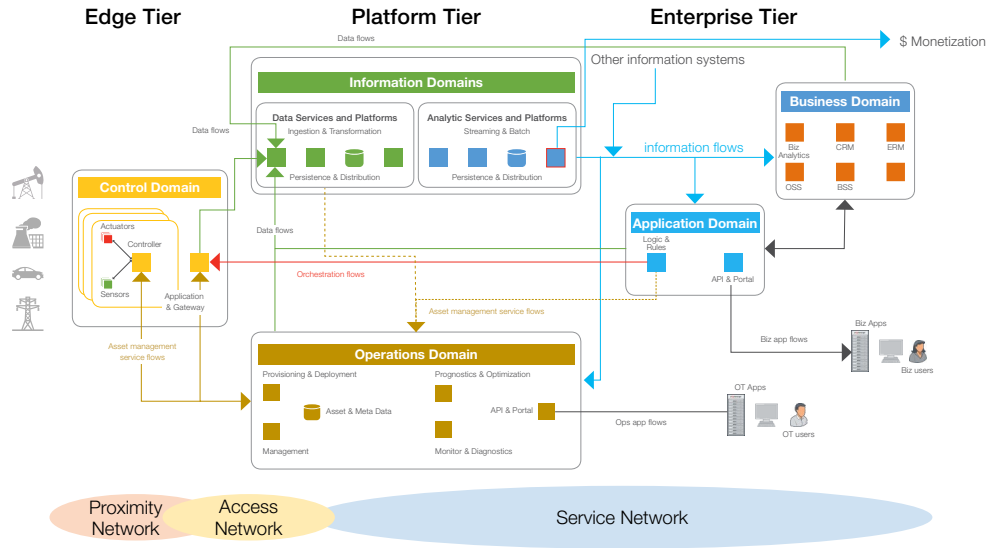 Edge Tier
Platform Tier
Enterprise Tier
Data flows
$ Monetization
Other information systems
Information Domains
Business Domain
Data Services and Platforms
Ingestion & Transformation
Persistence & Distribution
Analytic Services and Platforms
Streaming & Batch
Persistence & Distribution
Biz
Analytics
CRM
ERM
OSS
BSS
Data flows
information flows
Control Domain
Actuators
Controller
Sensors
Application
& Gateway
Data flows
Application Domain
Logic &
Rules
API & Portal
Orchestration flows
Asset management service flows
Asset management
service flows
Operations Domain
Provisioning & Deployment
Prognostics & Optimization
Asset & Meta Data
API & Portal
Management
Monitor & Diagnostics
Biz app flows
Biz Apps
Biz users
OT Apps
Ops app flows
OT users
Proximity
Network
Access
Network
Service Network